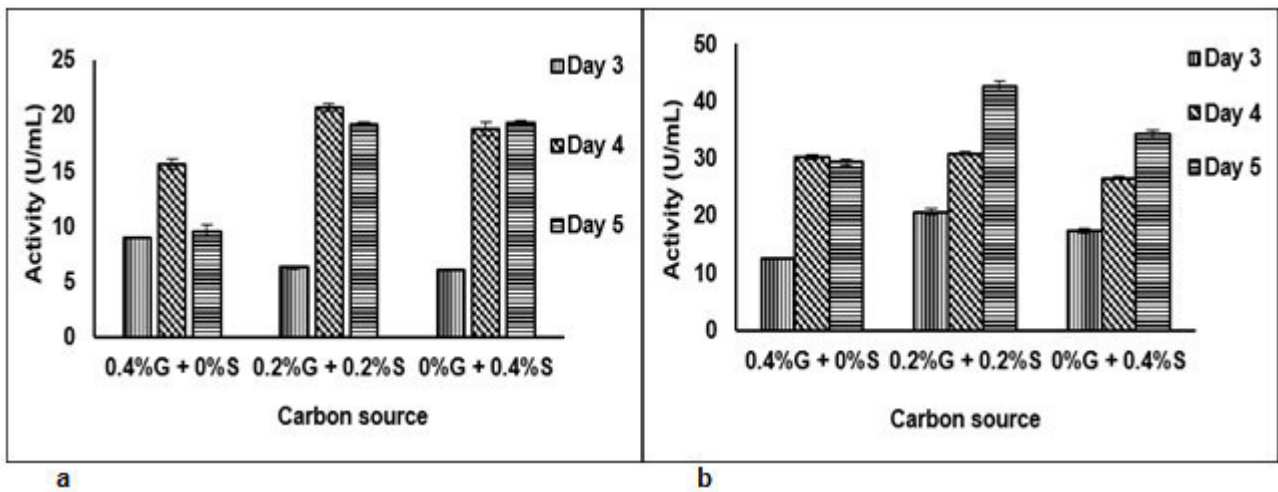 25
20
15
10
5
0
Activity (U/mL)
Day 3
Day 4
Day 5
0.4%G + 0%S 0.2%G + 0.2%S 0%G + 0.4%S
Carbon source
a
50
40
30
20
10
0
Activity (U/mL)
Day 3
Day 4
Day 5
0.4%G + 0%S 0.2%G + 0.2%S 0%G + 0.4%S
Carbon source
b